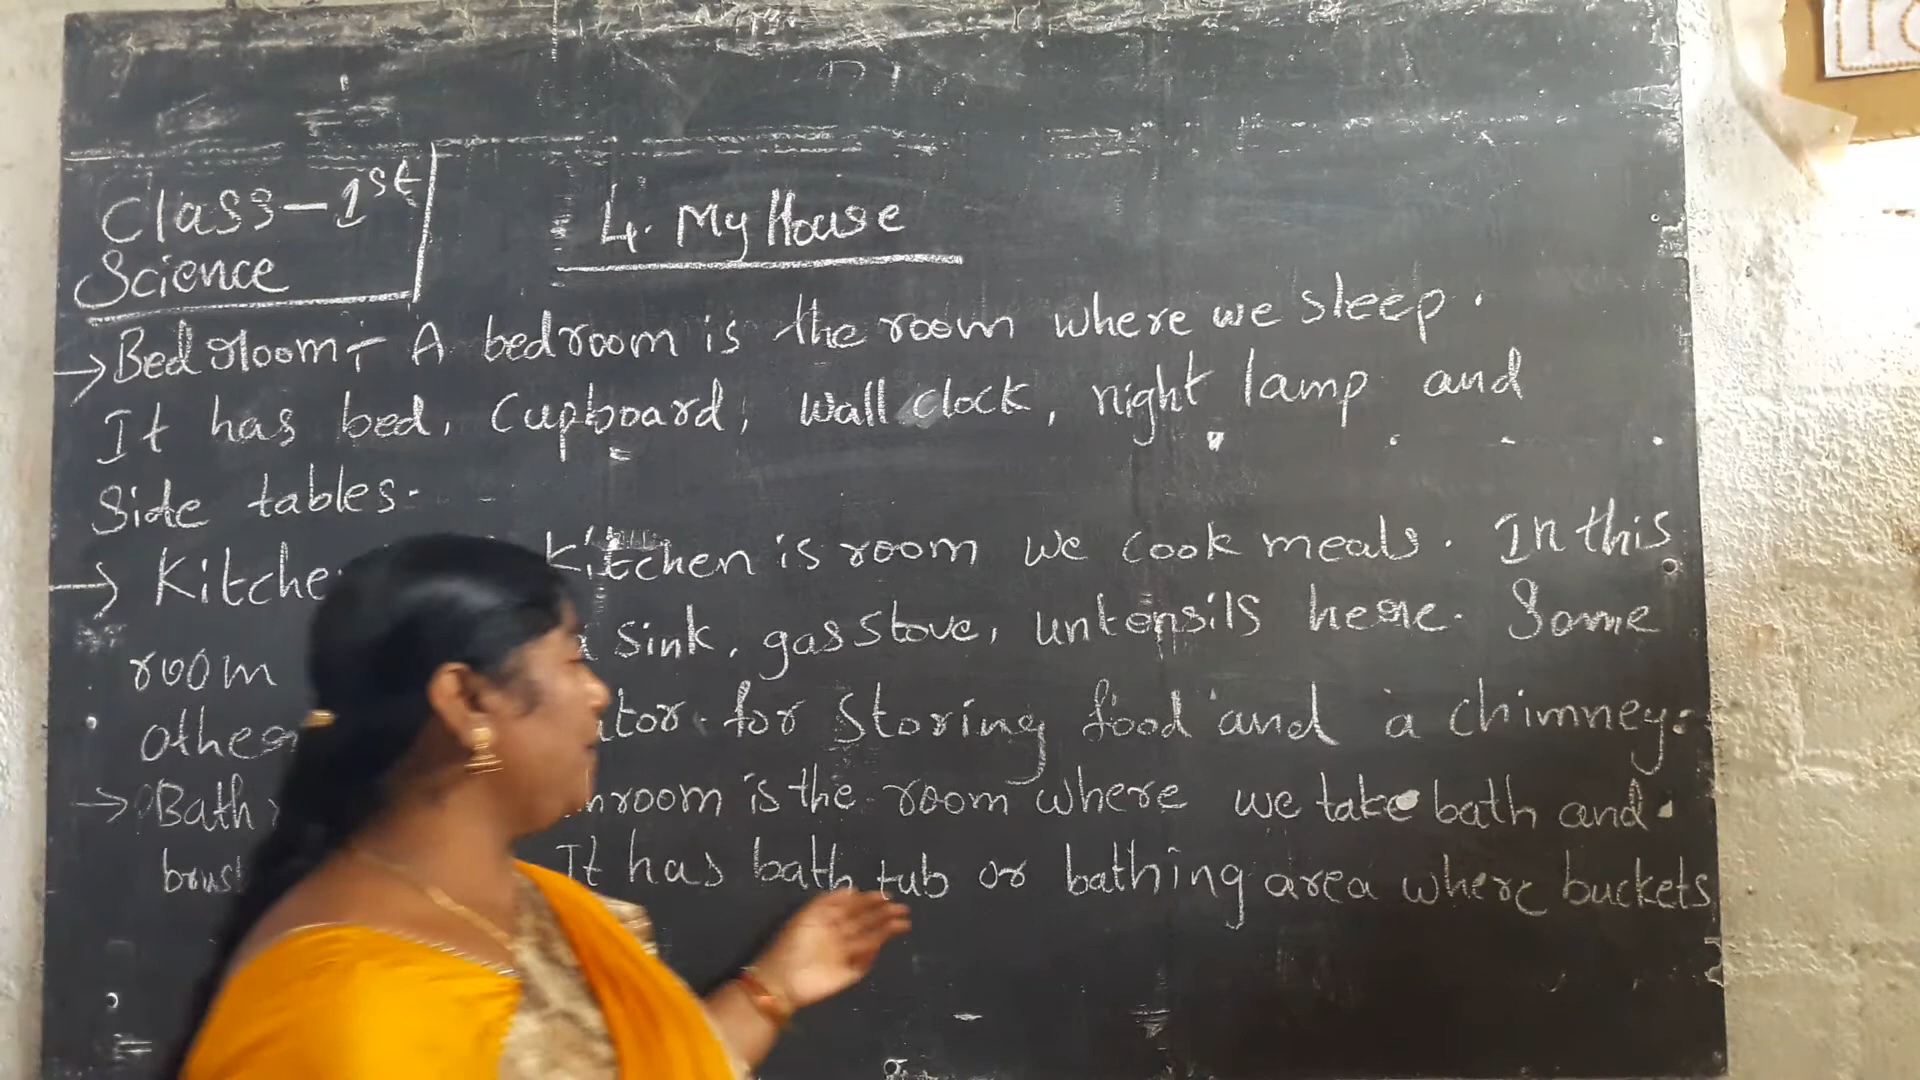 Class-1st
Science
4. My House
→ Bedroom:- A bedroom is the room where we sleep.
It has bed, Cupboard, wall clock, night lamp and
Side tables.
→ Kitche kitchen is room we cook meals. In this
room a sink, gas stove, untensils here. Some
other ator for Storing food and a chimney.
→ Bath room is the room where we take bath and
brus It has bath tub or bathing area where buckets